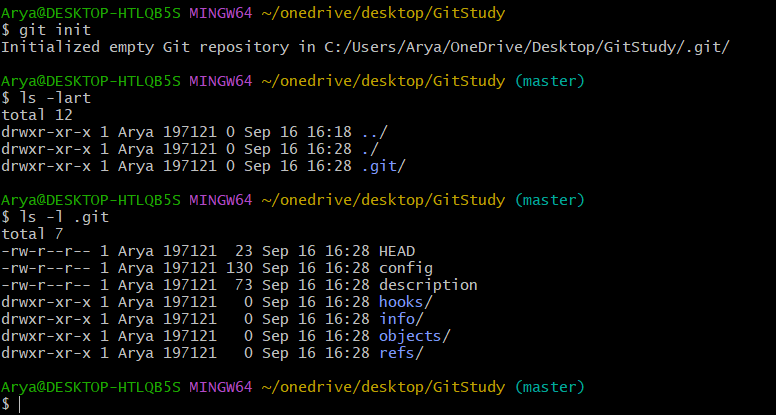 Arya@DESKTOP-HTLQB5S MINGW64 ~/onedrive/desktop/GitStudy
$ git init
Initialized empty Git repository in C:/Users/Arya/OneDrive/Desktop/GitStudy/.git/
Arya@DESKTOP-HTLQB5S MINGW64 ~/onedrive/desktop/GitStudy (master)
$ ls -lart
total 12
drwxr-xr-x 1 Arya 197121 0 Sep 16 16:18 ../
drwxr-xr-x 1 Arya 197121 0 Sep 16 16:28 ./
drwxr-xr-x 1 Arya 197121 0 Sep 16 16:28 .git/
Arya@DESKTOP-HTLQB5S MINGW64 ~/onedrive/desktop/GitStudy (master)
$ ls -l .git
total 7
-rw-r--r-- 1 Arya 197121  23 Sep 16 16:28 HEAD
-rw-r--r-- 1 Arya 197121 130 Sep 16 16:28 config
-rw-r--r-- 1 Arya 197121  73 Sep 16 16:28 description
drwxr-xr-x 1 Arya 197121   0 Sep 16 16:28 hooks/
drwxr-xr-x 1 Arya 197121   0 Sep 16 16:28 info/
drwxr-xr-x 1 Arya 197121   0 Sep 16 16:28 objects/
drwxr-xr-x 1 Arya 197121   0 Sep 16 16:28 refs/
Arya@DESKTOP-HTLQB5S MINGW64 ~/onedrive/desktop/GitStudy (master)
$